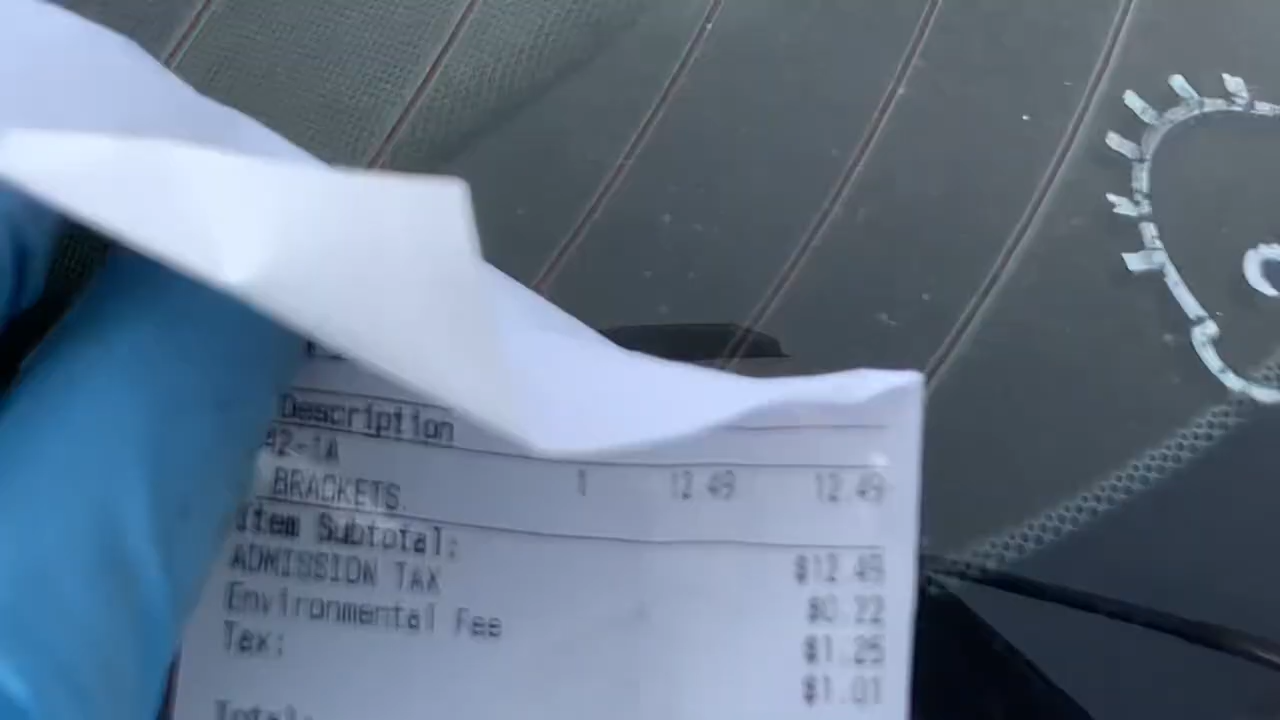 Description
42-1A
BRACKETS 1 12.49 12.49
Item Subtotal: $12.49
ADMISSION TAX $0.22
Environmental Fee $1.25
Tax: $1.01
Total: